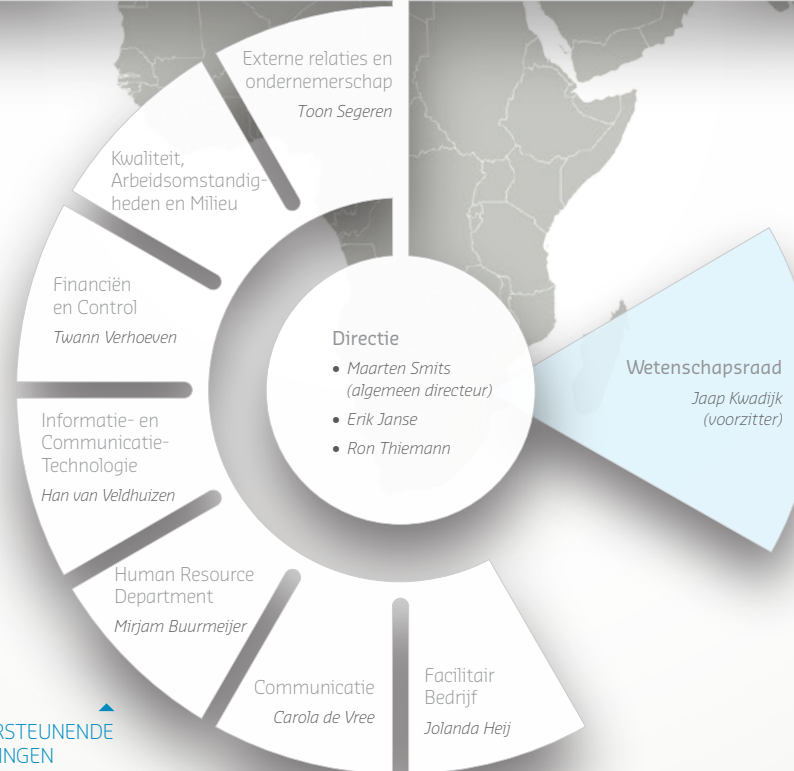 Externe relaties en
ondernemerschap
Toon Segeren
Kwaliteit,
Arbeidsomstandig-
heden en Milieu
Financiën
en Control
Twann Verhoeven
Informatie- en
Communicatie-
Technologie
Han van Veldhuizen
Human Resource
Department
Mirjam Buurmeijer
Communicatie
Carola de Vree
Facilitair
Bedrijf
Jolanda Heij
Directie
• Maarten Smits
(algemeen directeur)
• Erik Janse
• Ron Thiemann
Wetenschapsraad
Jaap Kwadijk
(voorzitter)
RSTEUNENDE
INGEN